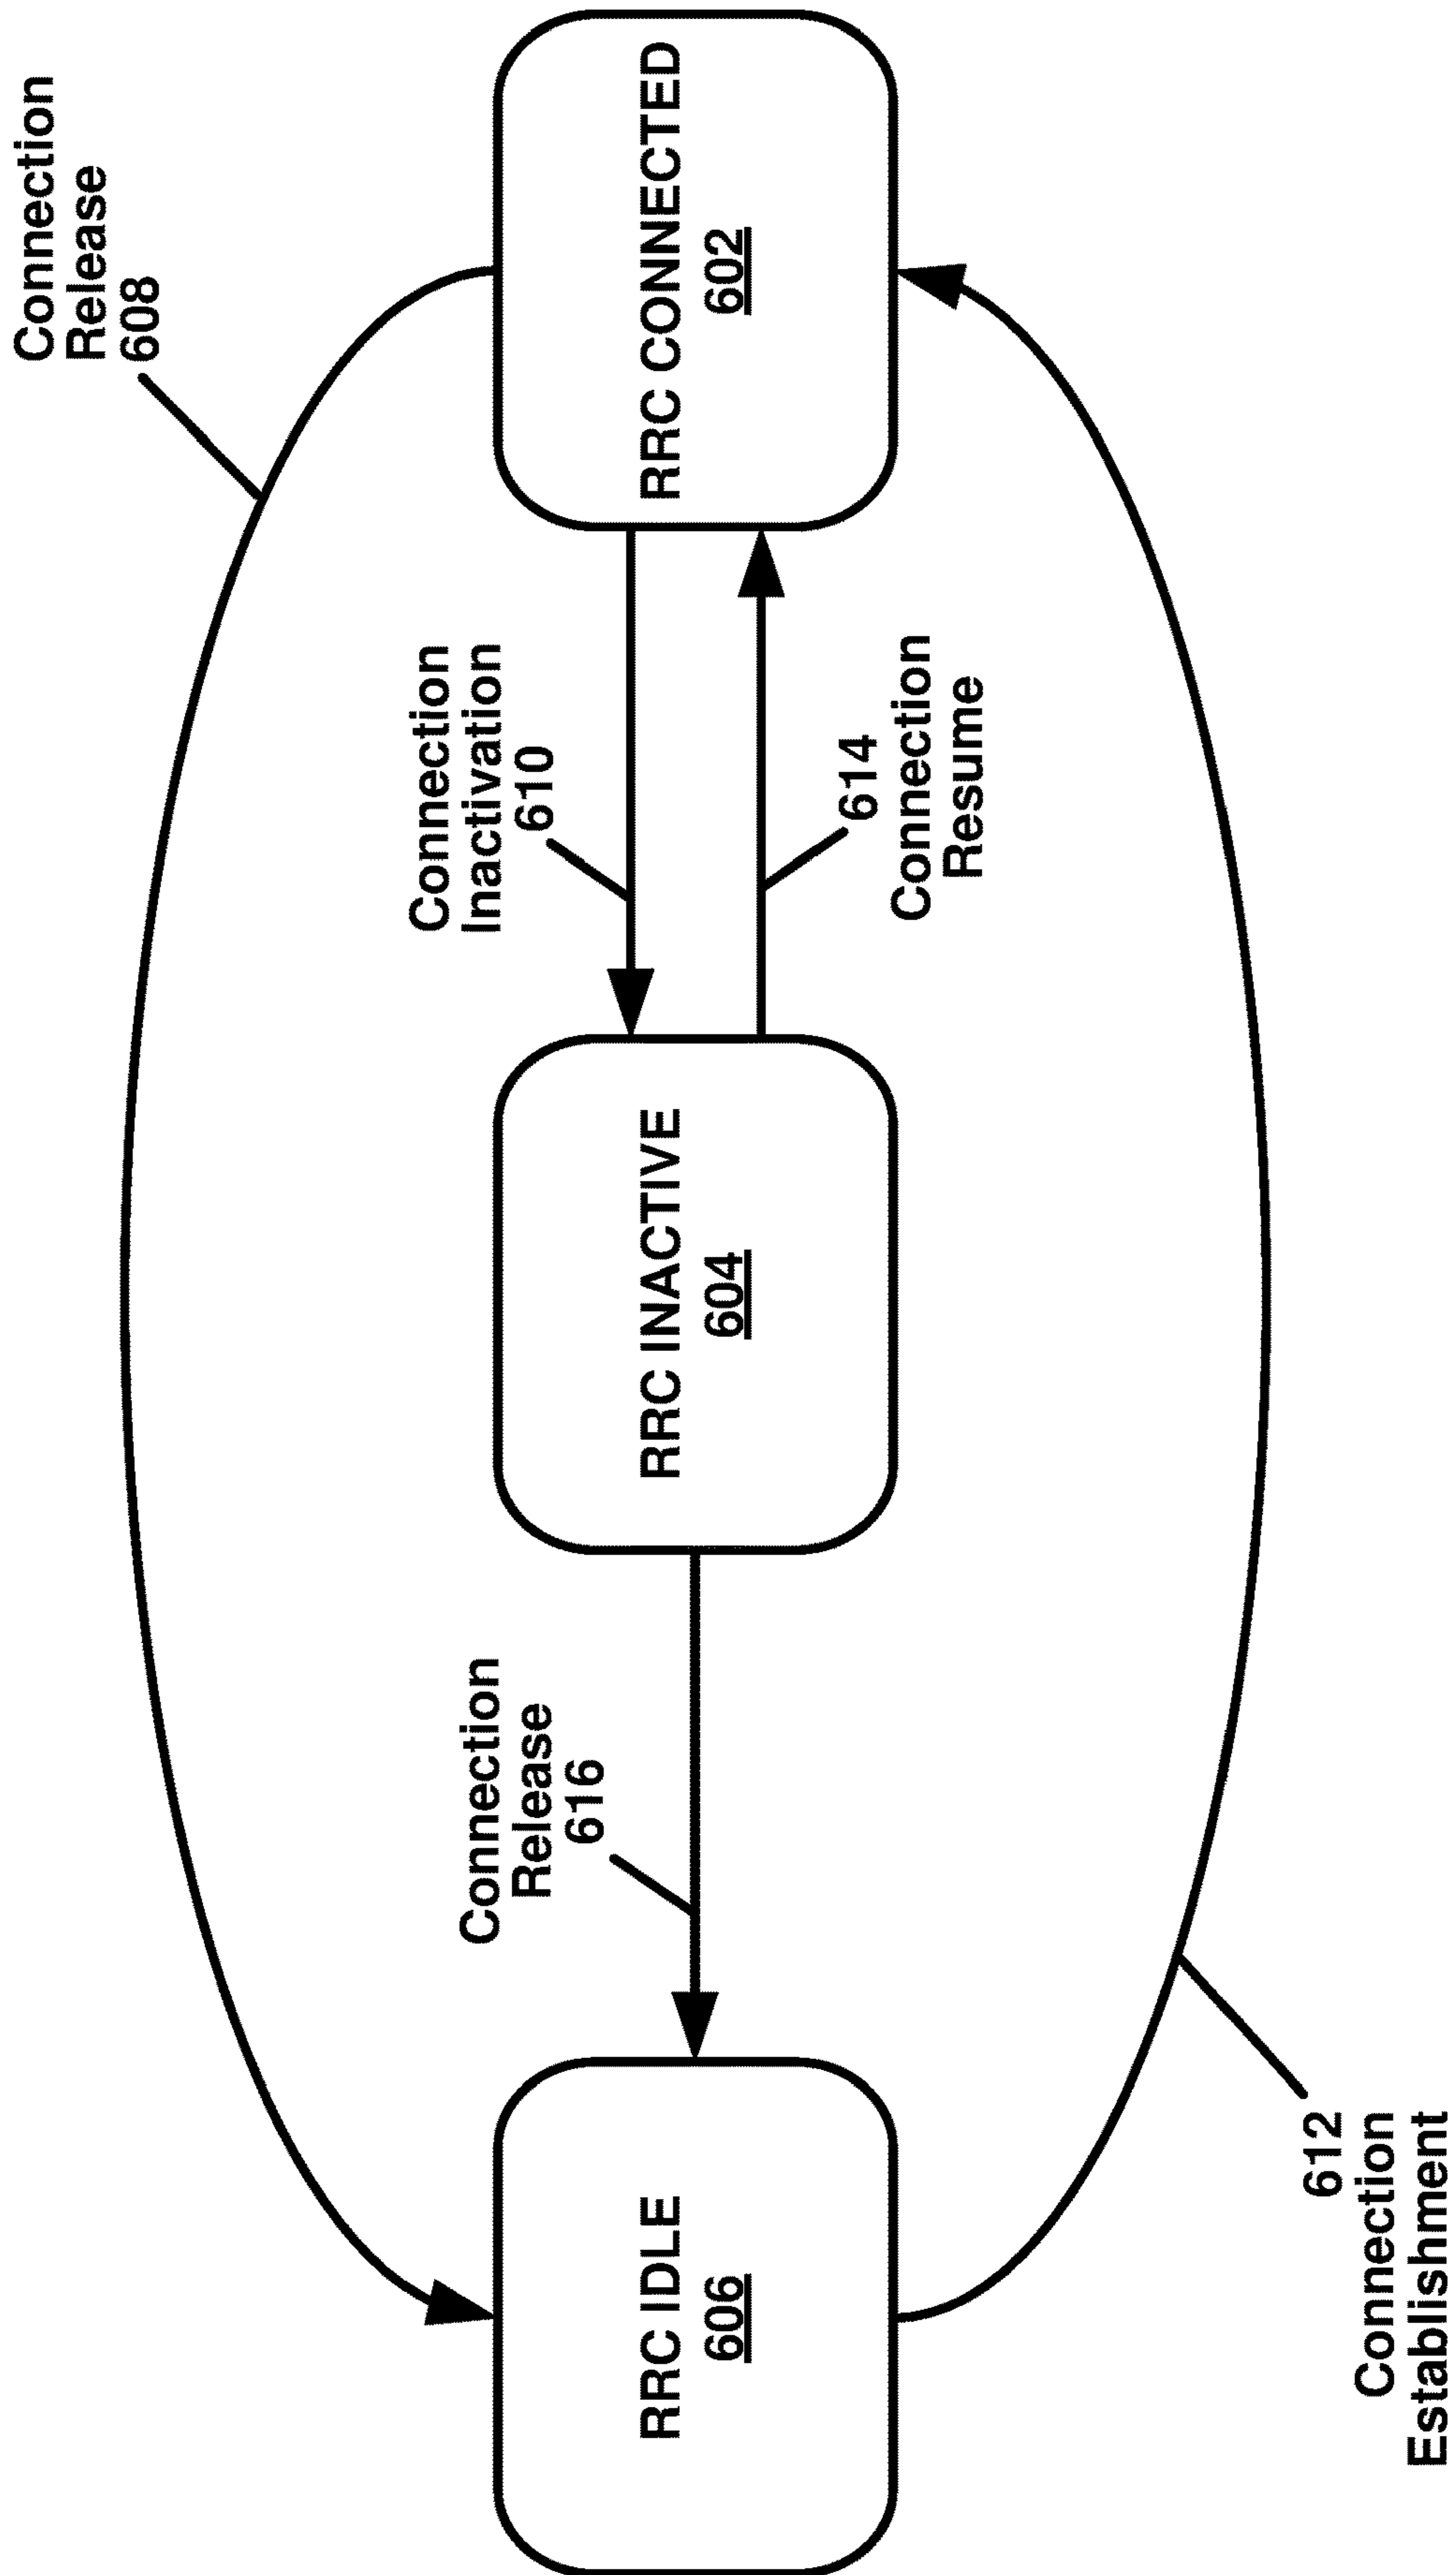 Connection
Release
608
RRC IDLE
606
Connection
Release
616
RRC INACTIVE
604
Connection
Inactivation
610
614
Connection
Resume
RRC CONNECTED
602
612
Connection
Establishment